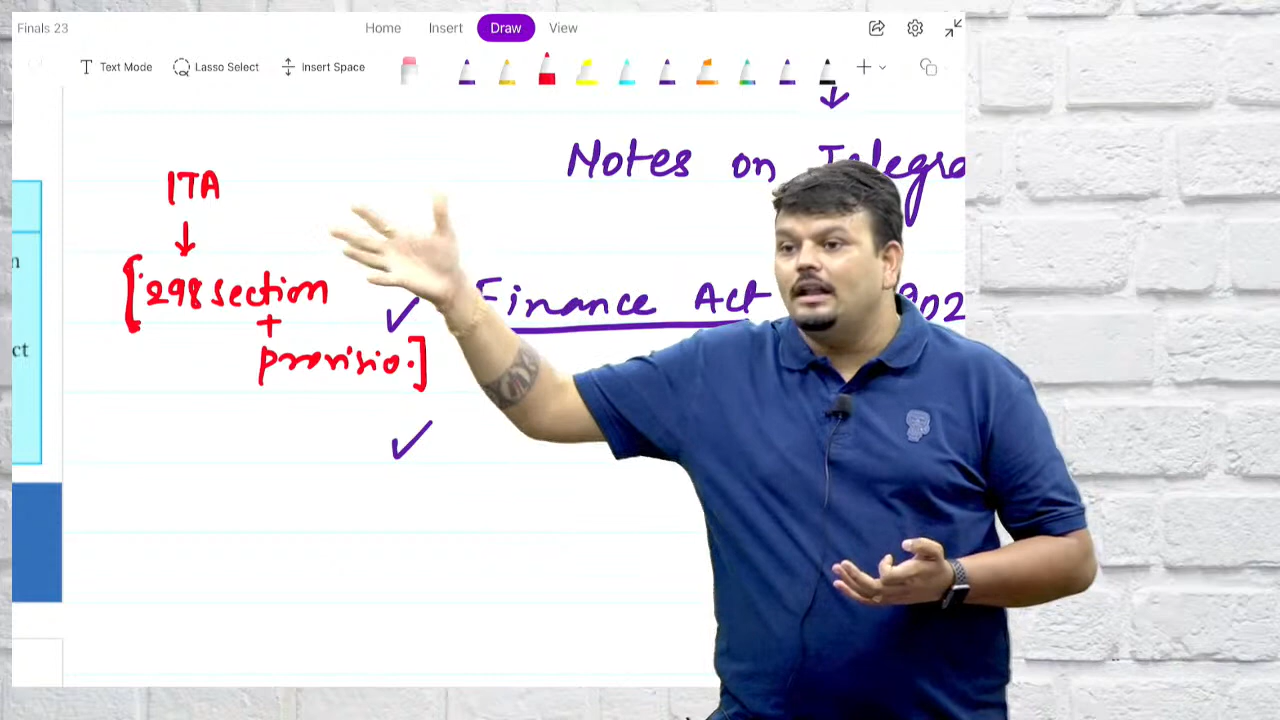 Finals 23
Home Insert Draw View
Text Mode Lasso Select Insert Space
Notes on
ITA
298 section
+
provisio.]
Finance Act
ct